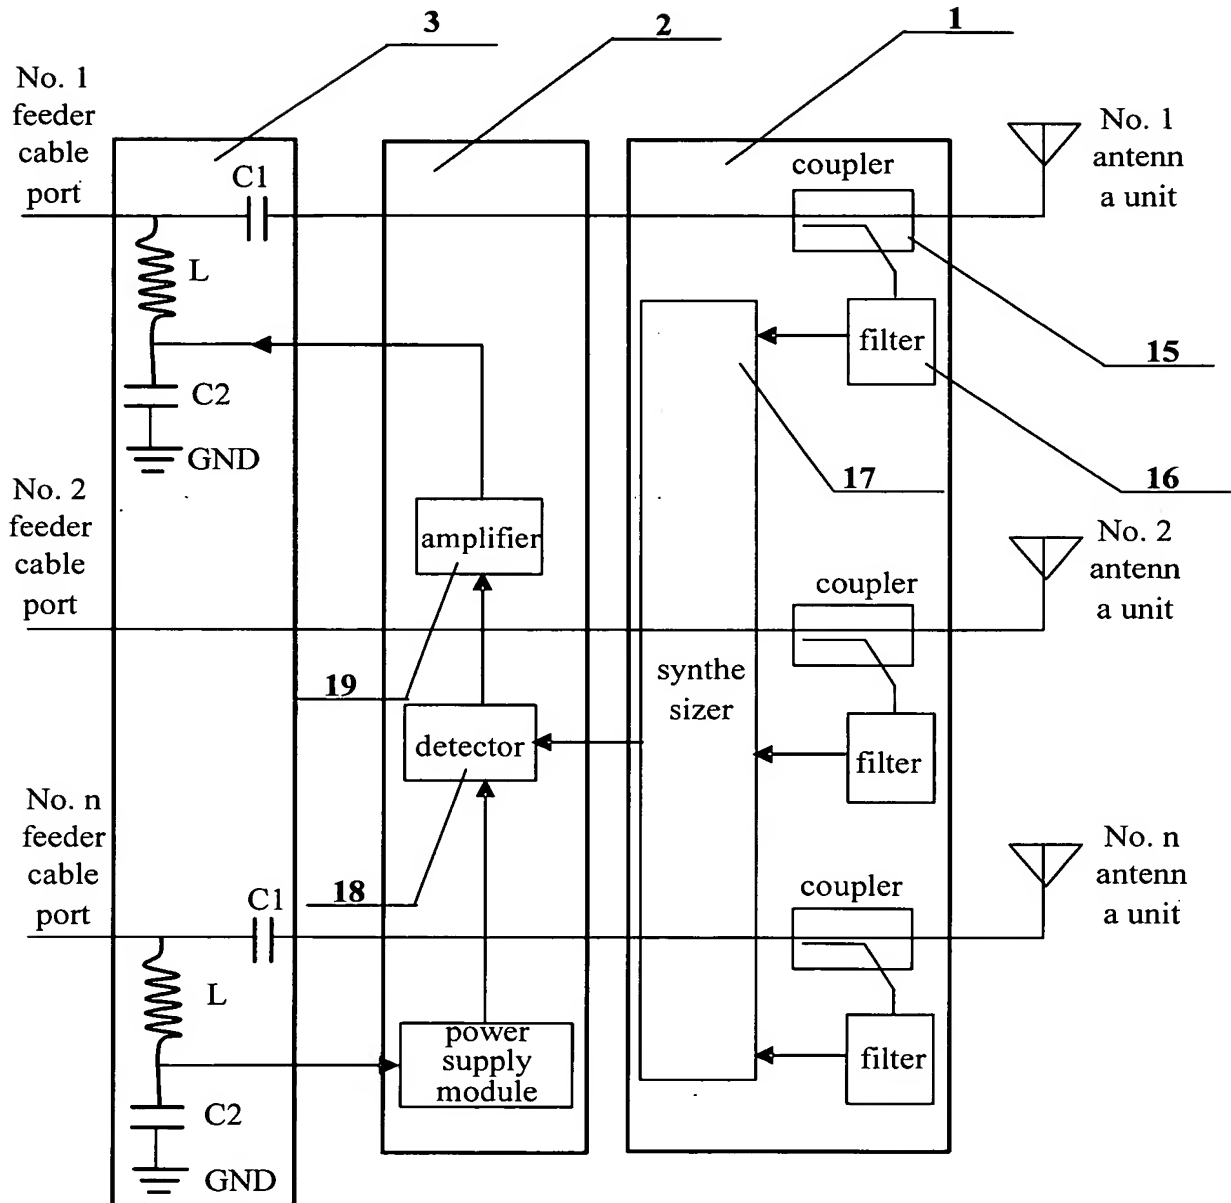 3
2
1
No. 1
feeder
cable
port
C1
coupler
No. 1
antenn
a unit
L
filter
15
C2
GND
17
16
No. 2
feeder
cable
port
amplifier
coupler
No. 2
antenn
a unit
19
synthe
sizer
detector
filter
No. n
feeder
cable
port
C1
18
coupler
No. n
antenn
a unit
L
power
supply
module
filter
C2
GND